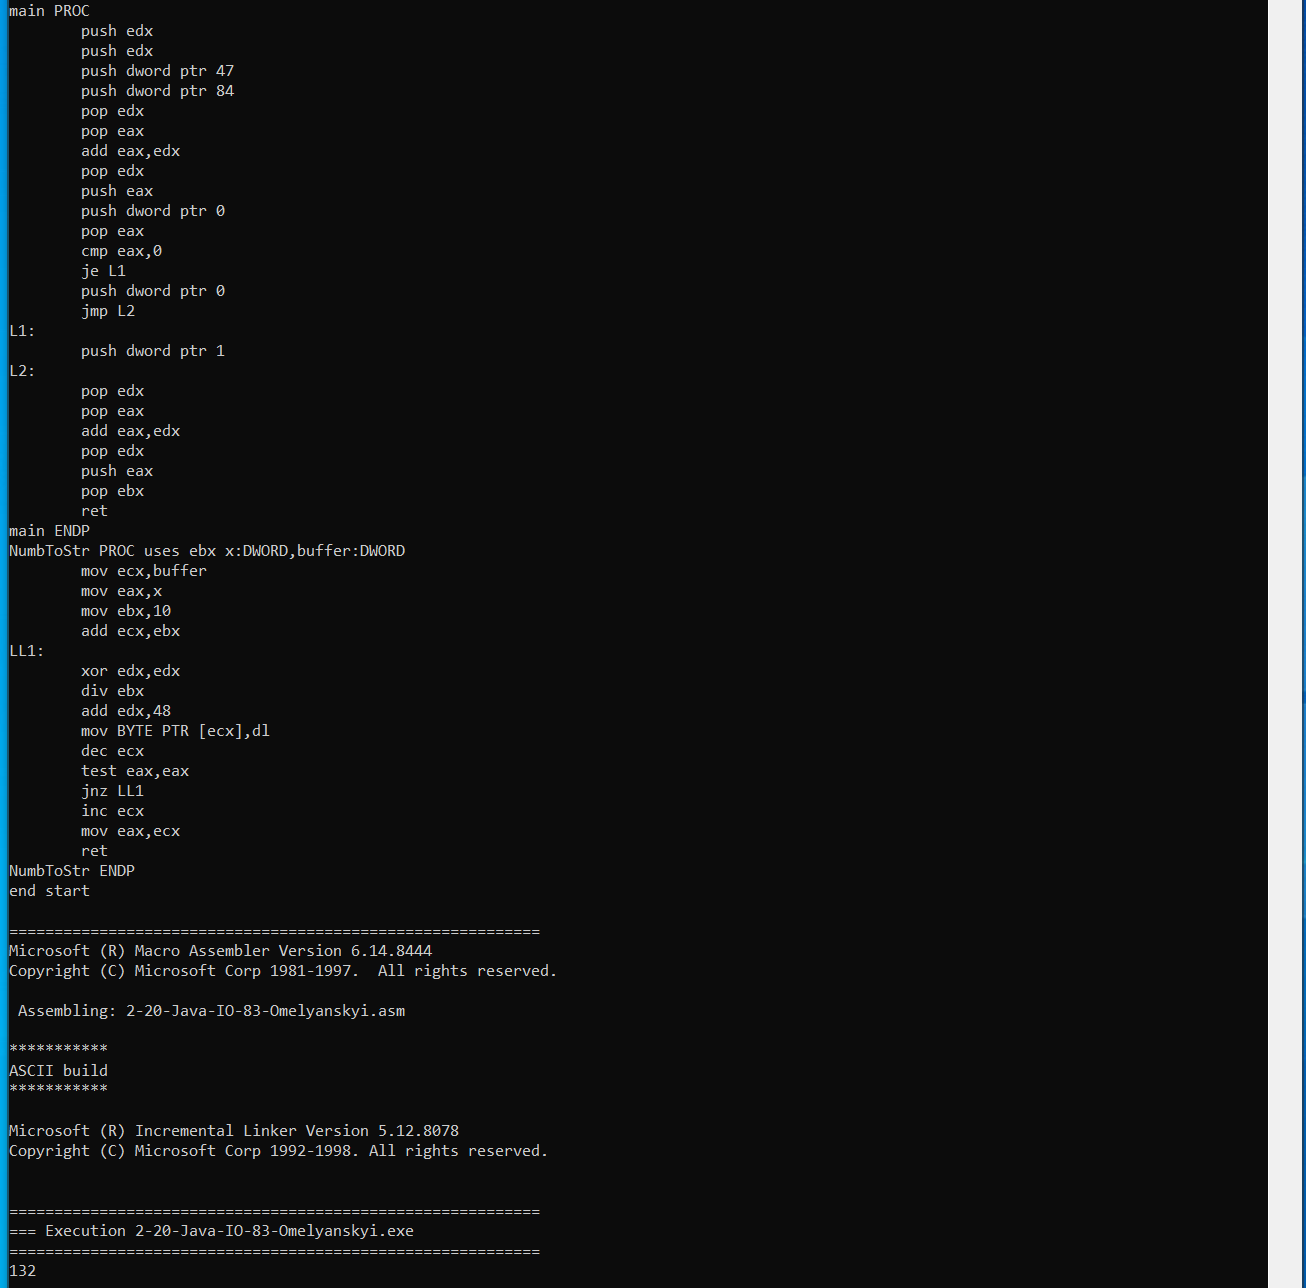 main PROC
push edx
push edx
push dword ptr 47
push dword ptr 84
pop edx
pop eax
add eax,edx
pop edx
push eax
push dword ptr 0
pop eax
cmp eax,0
je L1
push dword ptr 0
jmp L2
L1:
push dword ptr 1
L2:
pop edx
pop eax
add eax,edx
pop edx
push eax
pop ebx
ret
main ENDP
NumbToStr PROC uses ebx x:DWORD,buffer:DWORD
mov ecx,buffer
mov eax,x
mov ebx,10
add ecx,ebx
LL1:
xor edx,edx
div ebx
add edx,48
mov BYTE PTR [ecx],dl
dec ecx
test eax,eax
jnz LL1
inc ecx
mov eax,ecx
ret
NumbToStr ENDP
end start
===========================================================
Microsoft (R) Macro Assembler Version 6.14.8444
Copyright (C) Microsoft Corp 1981-1997.  All rights reserved.
Assembling: 2-20-Java-IO-83-Omelyanskyi.asm
***********
ASCII build
***********
Microsoft (R) Incremental Linker Version 5.12.8078
Copyright (C) Microsoft Corp 1992-1998. All rights reserved.
===========================================================
=== Execution 2-20-Java-IO-83-Omelyanskyi.exe
===========================================================
132